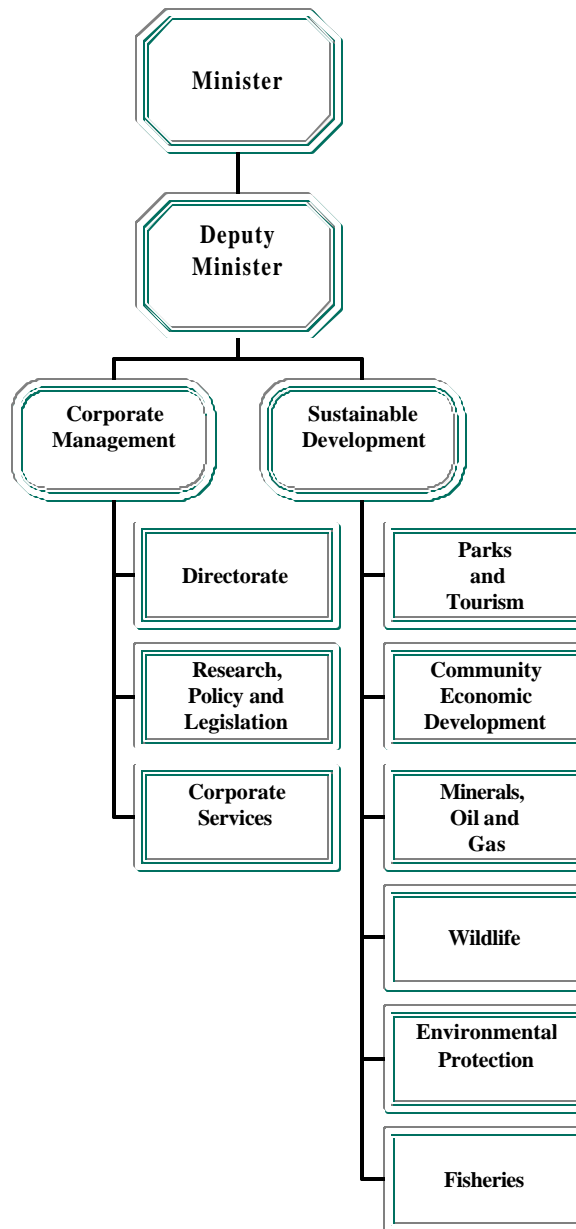 Minister
Deputy
Minister
Corporate
Management
Sustainable
Development
Directorate
Research,
Policy and
Legislation
Corporate
Services
Parks
and
Tourism
Community
Economic
Development
Minerals,
Oil and
Gas
Wildlife
Environmental
Protection
Fisheries